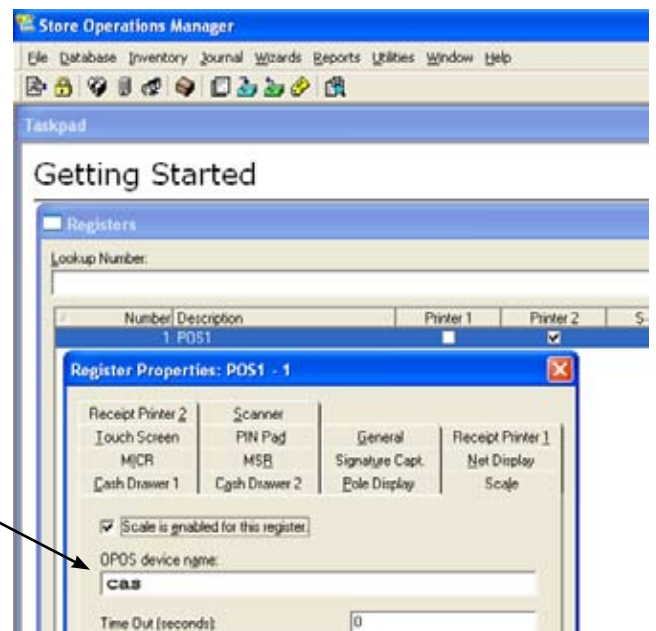 Store Operations Manager
File Database Inventory Journal Wizards Reports Utilities Window Help
Taskpad
Getting Started
Registers
Lookup Number:
Number Description Printer 1 Printer 2 S
1 POS1
Register Properties: POS1 - 1
Receipt Printer 2 Scanner
Touch Screen PIN Pad General Receipt Printer 1
MICR MSR Signature Capt. Net Display
Cash Drawer 1 Cash Drawer 2 Pole Display Scale
Scale is enabled for this register.
OPOS device name:
cas
Time Out (seconds): 0